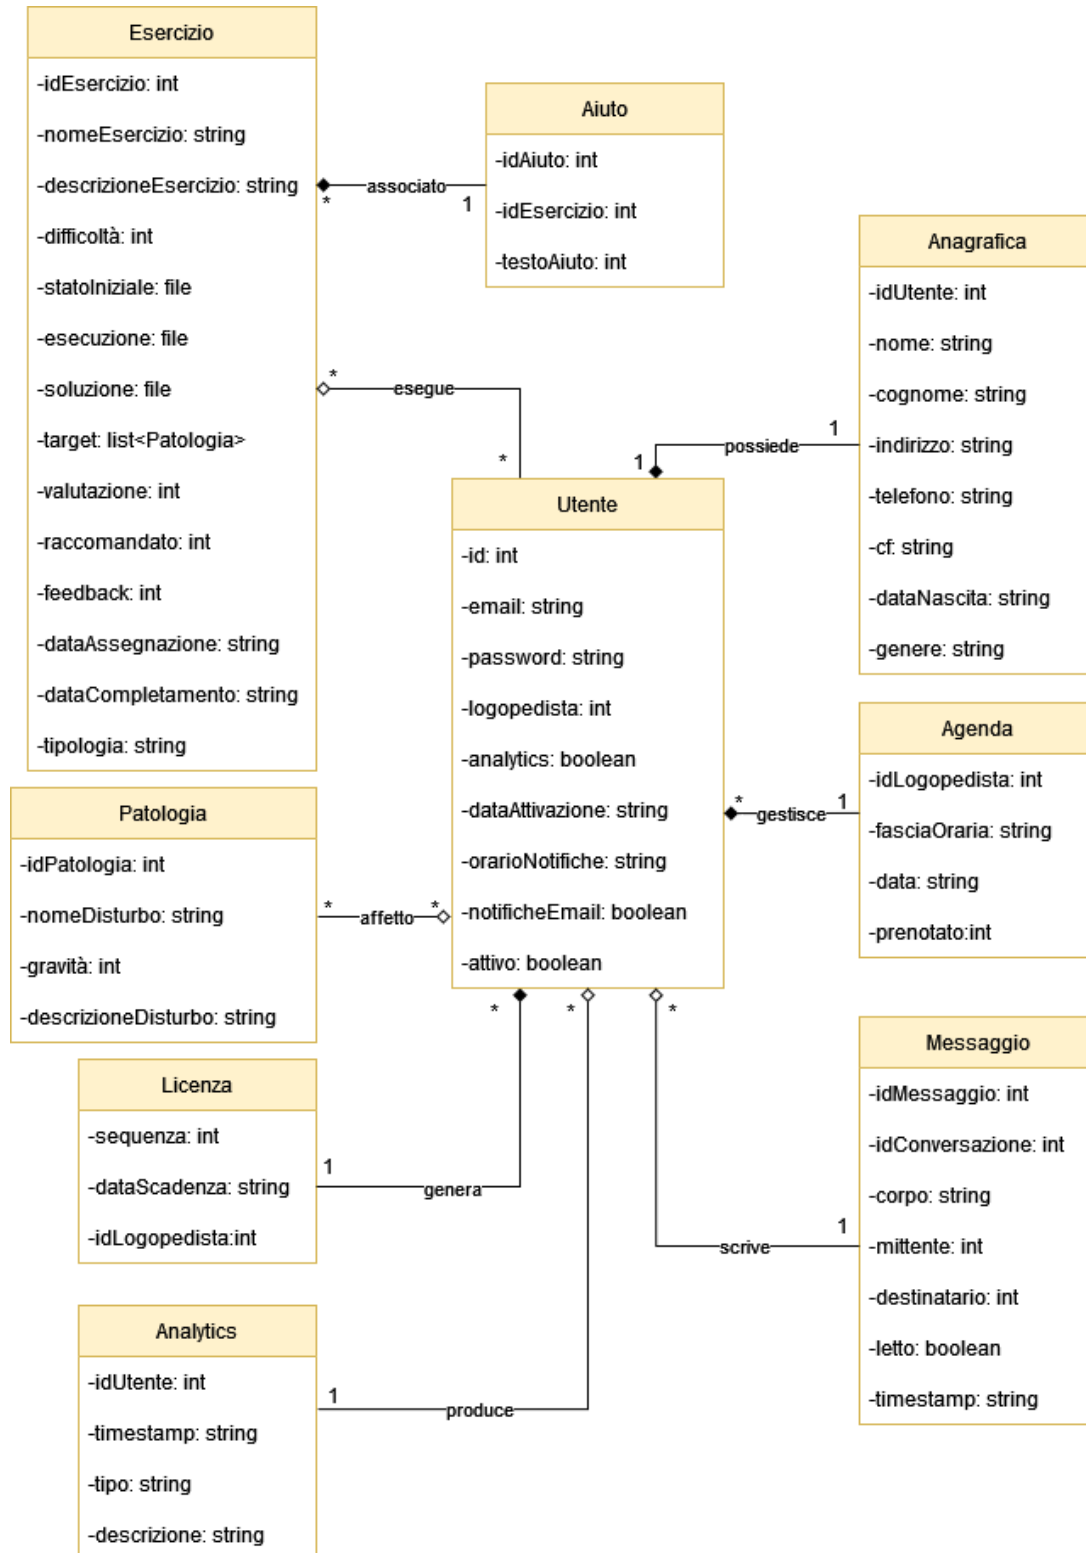 Esercizio
-idEsercizio: int
-nomeEsercizio: string
-descrizioneEsercizio: string
-difficoltà: int
-statoIniziale: file
-esecuzione: file
-soluzione: file
-target: list<Patologia>
-valutazione: int
-raccomandato: int
-feedback: int
-dataAssegnazione: string
-dataCompletamento: string
-tipologia: string
* associato 1
Aiuto
-idAiuto: int
-idEsercizio: int
-testoAiuto: int
* esegue *
Anagrafica
-idUtente: int
-nome: string
-cognome: string
-indirizzo: string
-telefono: string
-cf: string
-dataNascita: string
-genere: string
1 possiede 1
Utente
-id: int
-email: string
-password: string
-logopedista: int
-analytics: boolean
-dataAttivazione: string
-orarioNotifiche: string
-notificheEmail: boolean
-attivo: boolean
* gestisce 1
Agenda
-idLogopedista: int
-fasciaOraria: string
-data: string
-prenotato:int
Patologia
-idPatologia: int
-nomeDisturbo: string
-gravità: int
-descrizioneDisturbo: string
* affetto *
Licenza
-sequenza: int
-dataScadenza: string
-idLogopedista:int
1 genera *
Analytics
-idUtente: int
-timestamp: string
-tipo: string
-descrizione: string
1 produce *
Messaggio
-idMessaggio: int
-idConversazione: int
-corpo: string
-mittente: int
-destinatario: int
-letto: boolean
-timestamp: string
* scrive 1